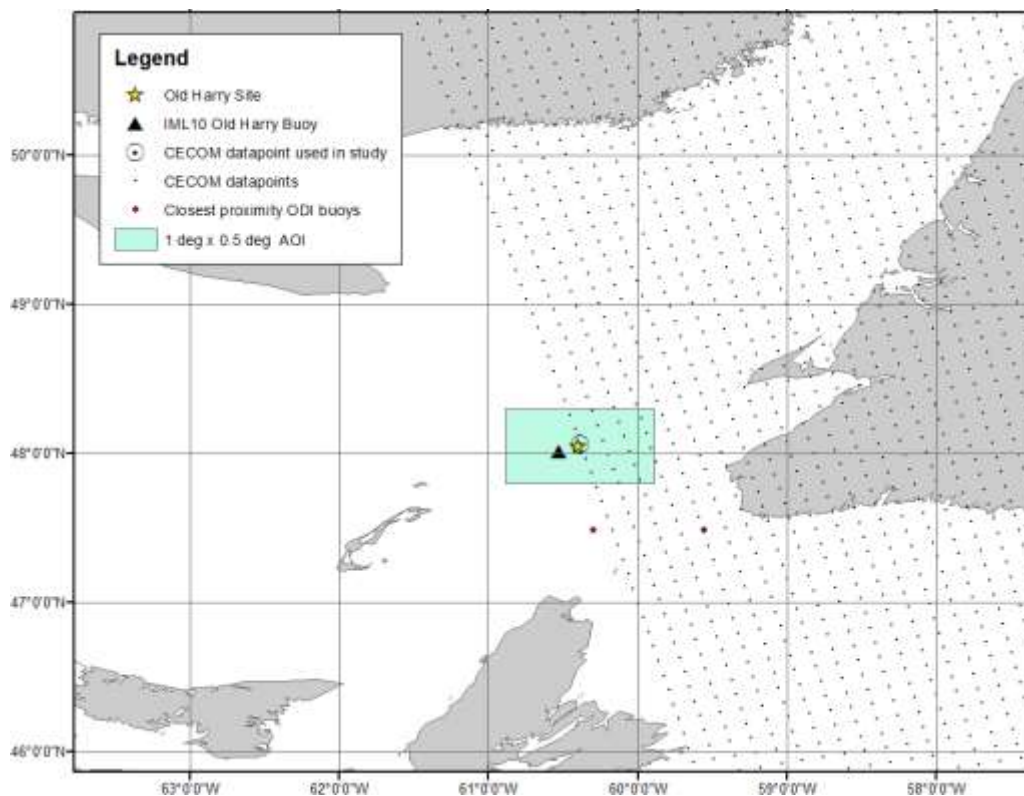 Legend
Old Harry Site
IML10 Old Harry Buoy
CECOM datapoint used in study
CECOM datapoints
Closest proximity ODI buoys
1 deg x 0.5 deg AOI
50°0'0"N
49°0'0"N
48°0'0"N
47°0'0"N
46°0'0"N
63°0'0"W
62°0'0"W
61°0'0"W
60°0'0"W
59°0'0"W
58°0'0"W